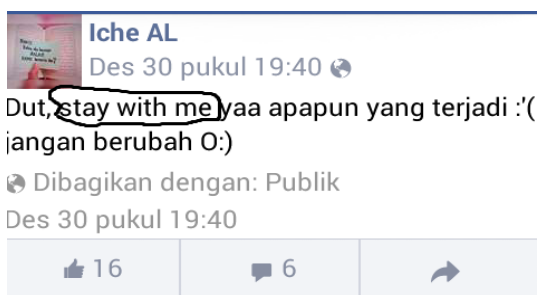 Iche AL
Des 30 pukul 19:40
Dut, stay with me yaa apapun yang terjadi :'(
jangan berubah O:)
Dibagikan dengan: Publik
Des 30 pukul 19:40
16
6